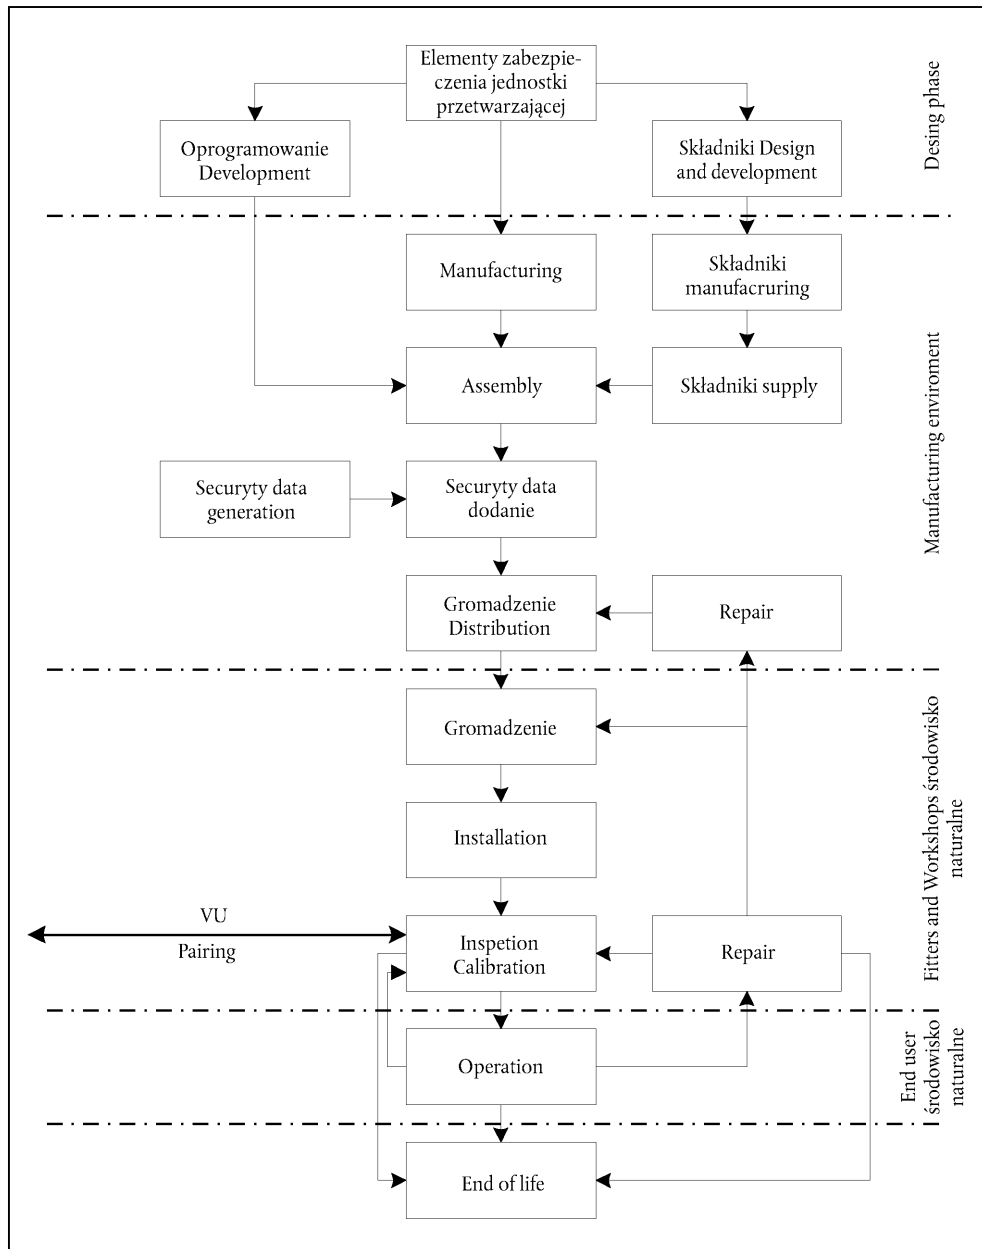 Elementy zabezpie-
czenia jednostki
przetwarzającej
Oprogramowanie
Development
Składniki Design
and development
Desing phase
Manufacturing
Składniki
manufacruring
Assembly
Składniki supply
Securyty data
generation
Securyty data
dodanie
Gromadzenie
Distribution
Repair
Manufacturing enviroment
Gromadzenie
Installation
VU
Pairing
Inspetion
Calibration
Repair
Fitters and Workshops środowisko
naturalne
Operation
End user
środowisko
naturalne
End of life